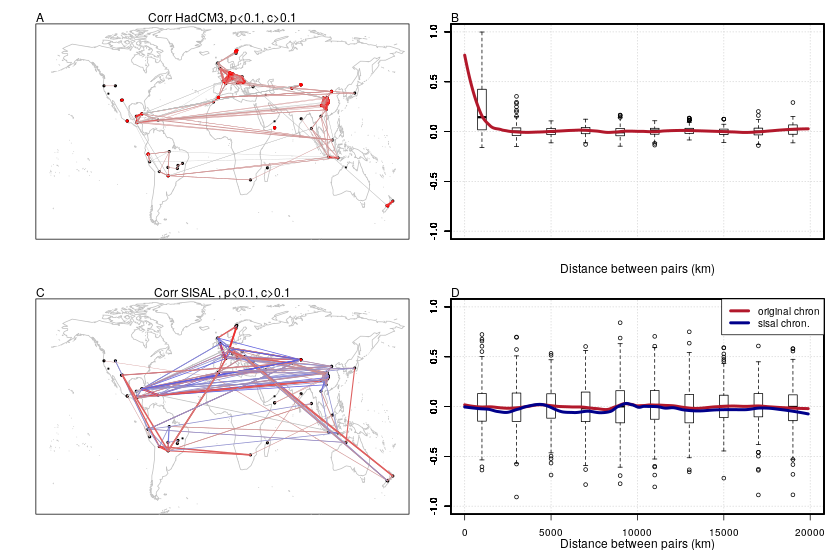 A
Corr HadCM3, p<0.1, c>0.1
B
1.0
0.5
0.0
-0.5
-1.0
Distance between pairs (km)
C
Corr SISAL , p<0.1, c>0.1
D
original chron
sisal chron.
1.0
0.5
0.0
-0.5
-1.0
0 5000 10000 15000 20000
Distance between pairs (km)